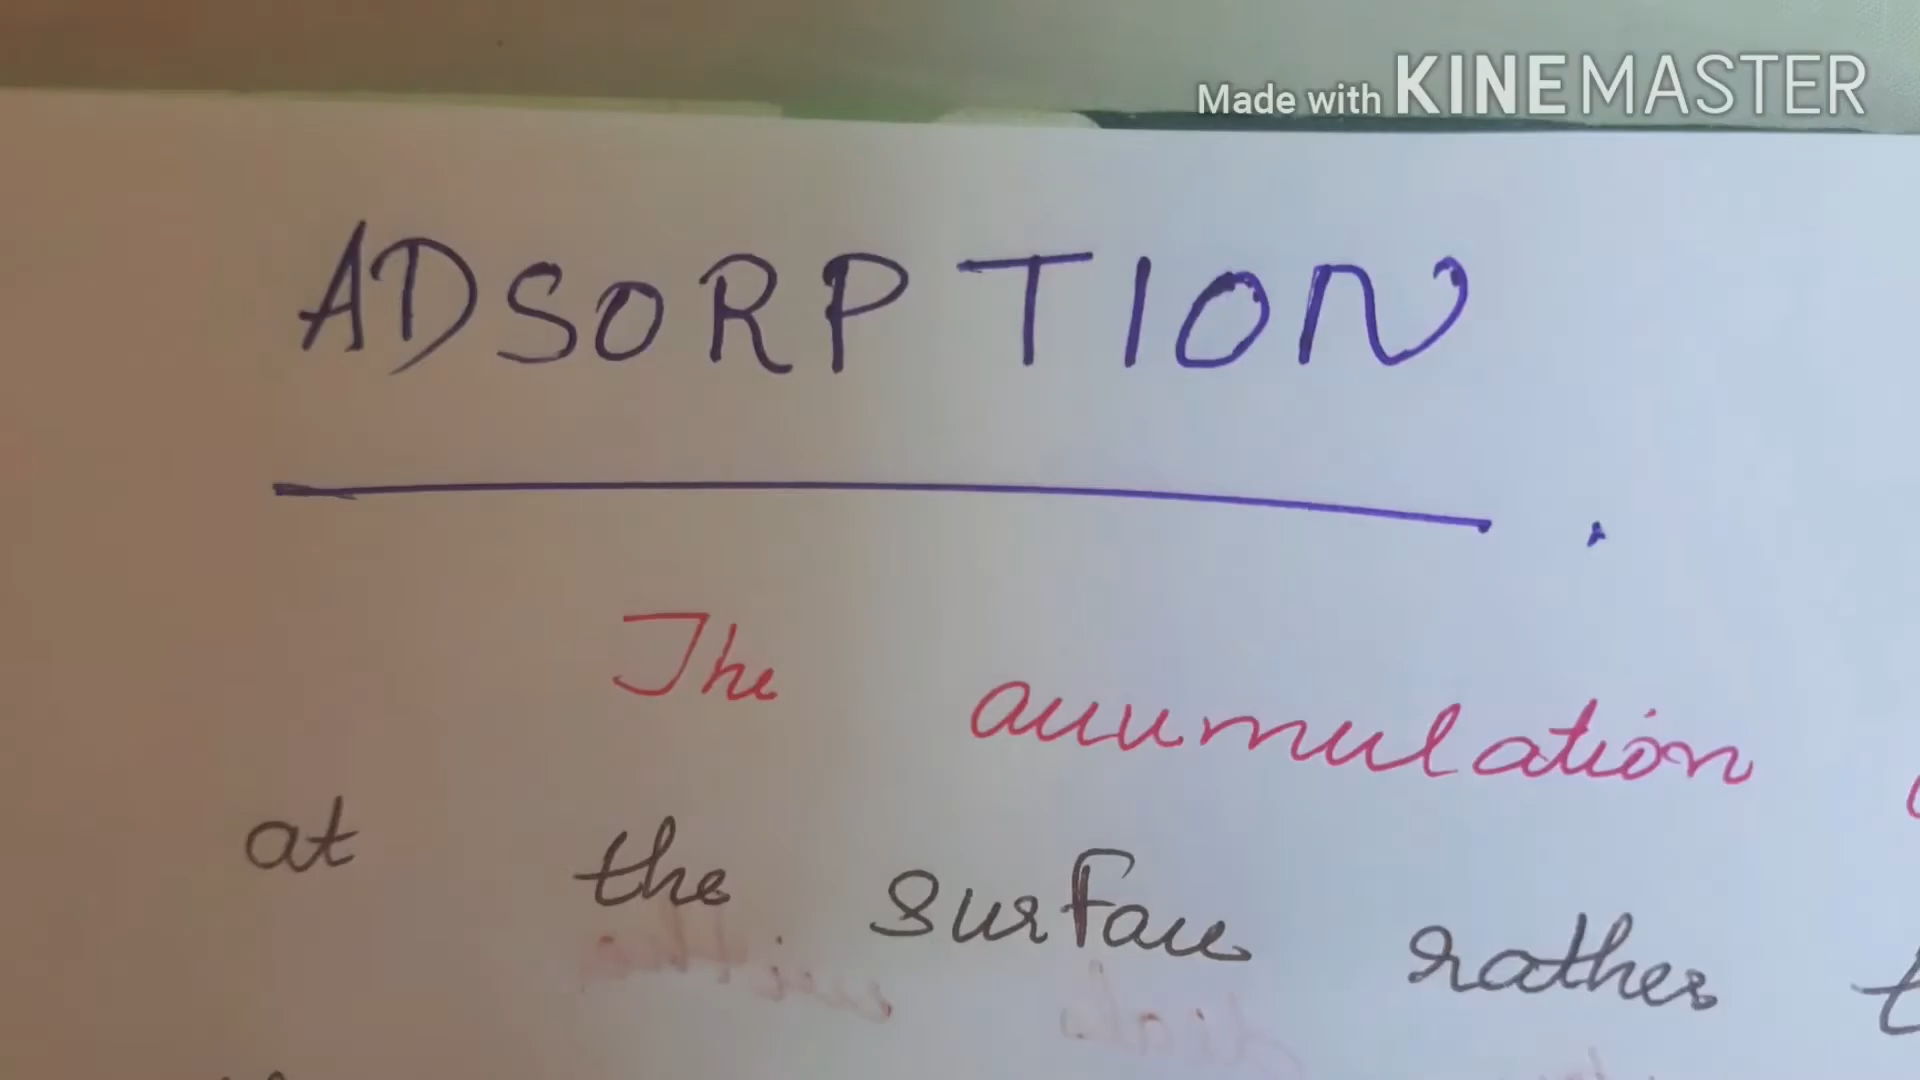 Made with KINEMASTER
ADSORPTION
The accumulation
at the surface rather